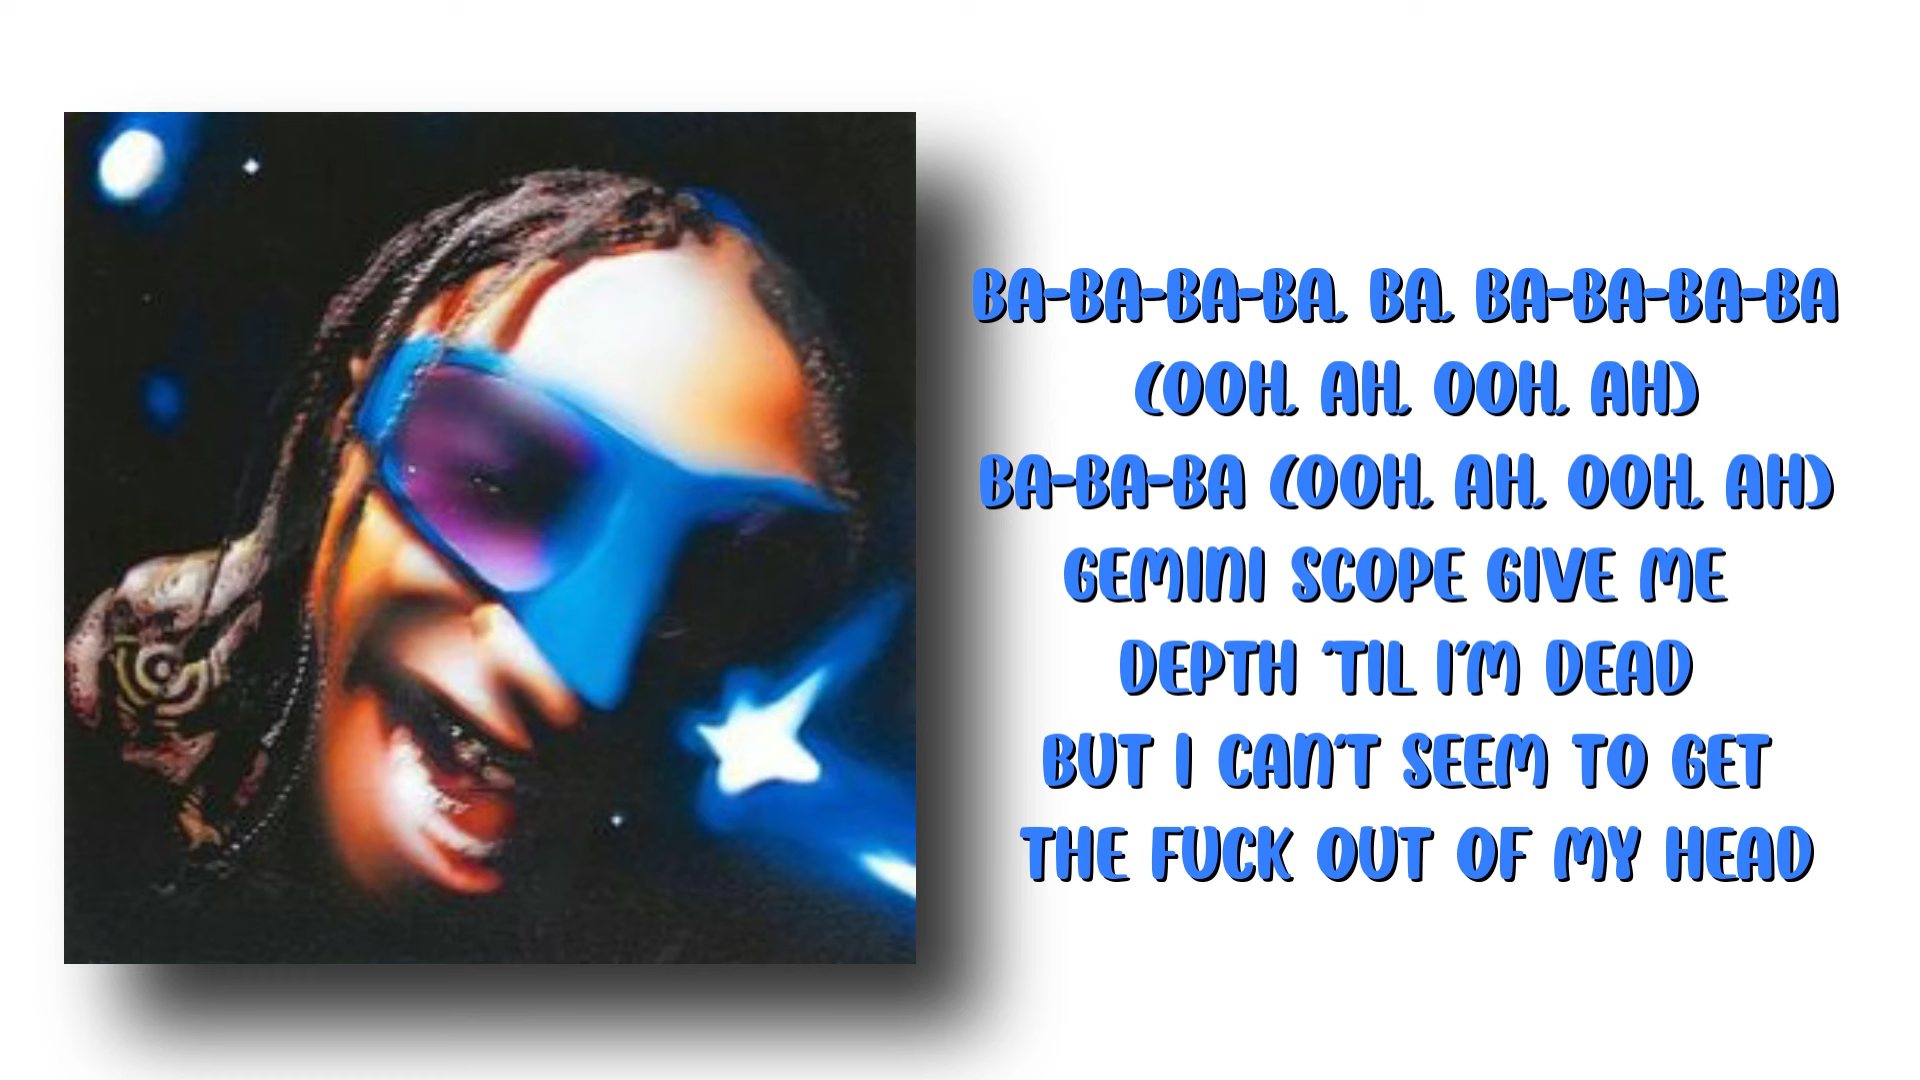 BA-BA-BA-BA, BA, BA-BA-BA-BA
(OOH, AH, OOH, AH)
BA-BA-BA (OOH, AH, OOH, AH)
GEMINI SCOPE GIVE ME
DEPTH 'TIL I'M DEAD
BUT I CAN'T SEEM TO GET
THE FUCK OUT OF MY HEAD